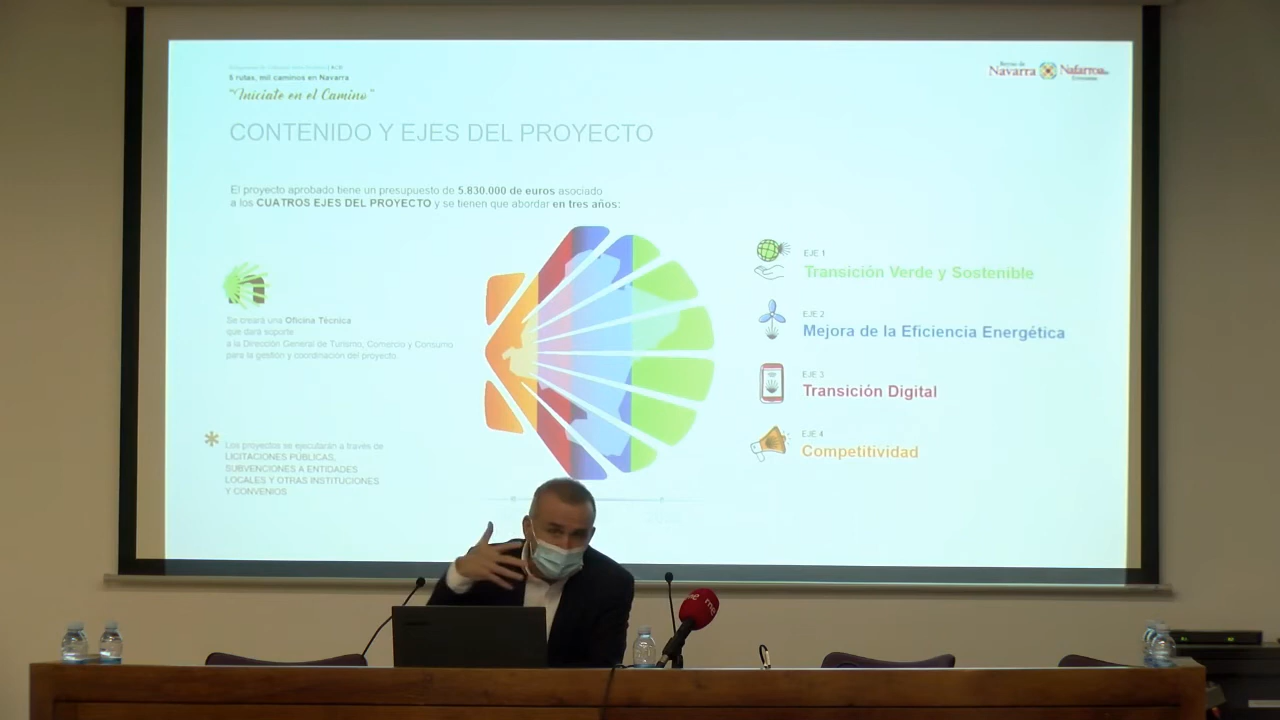 5 rutas, mil caminos en Navarra
"Iníciate en el Camino"
Reyno de
Navarra Nafarroa
CONTENIDO Y EJES DEL PROYECTO
El proyecto aprobado tiene un presupuesto de 5.830.000 de euros asociado
a los CUATROS EJES DEL PROYECTO y se tienen que abordar en tres años:
Se creará una Oficina Técnica
que dará soporte
a la Dirección General de Turismo, Comercio y Consumo
para la gestión y coordinación del proyecto.
* Los proyectos se ejecutarán a través de
LICITACIONES PÚBLICAS,
SUBVENCIONES A ENTIDADES
LOCALES Y OTRAS INSTITUCIONES
Y CONVENIOS
EJE 1
Transición Verde y Sostenible
EJE 2
Mejora de la Eficiencia Energética
EJE 3
Transición Digital
EJE 4
Competitividad
rne